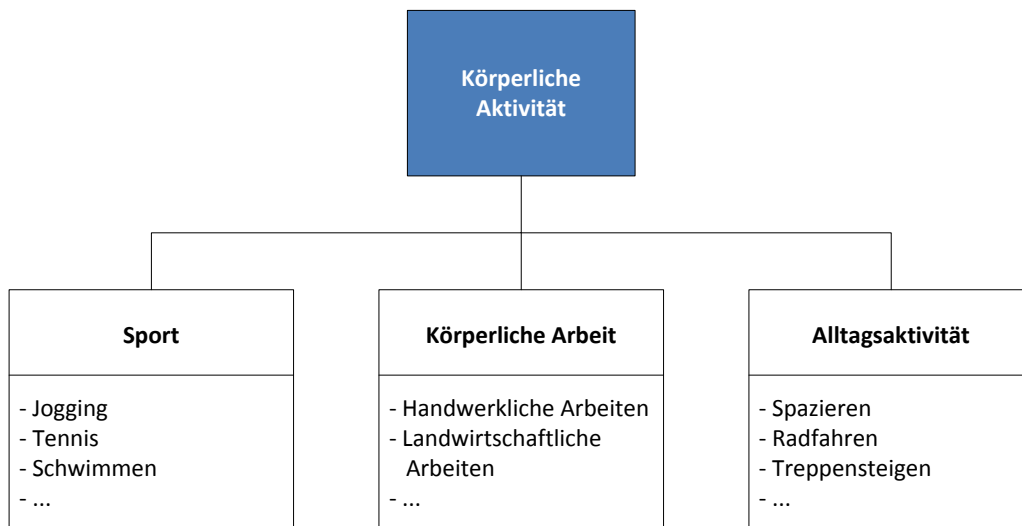 Körperliche
Aktivität
Sport
- Jogging
- Tennis
- Schwimmen
- ...
Körperliche Arbeit
- Handwerkliche Arbeiten
- Landwirtschaftliche
Arbeiten
- ...
Alltagsaktivität
- Spazieren
- Radfahren
- Treppensteigen
- ...